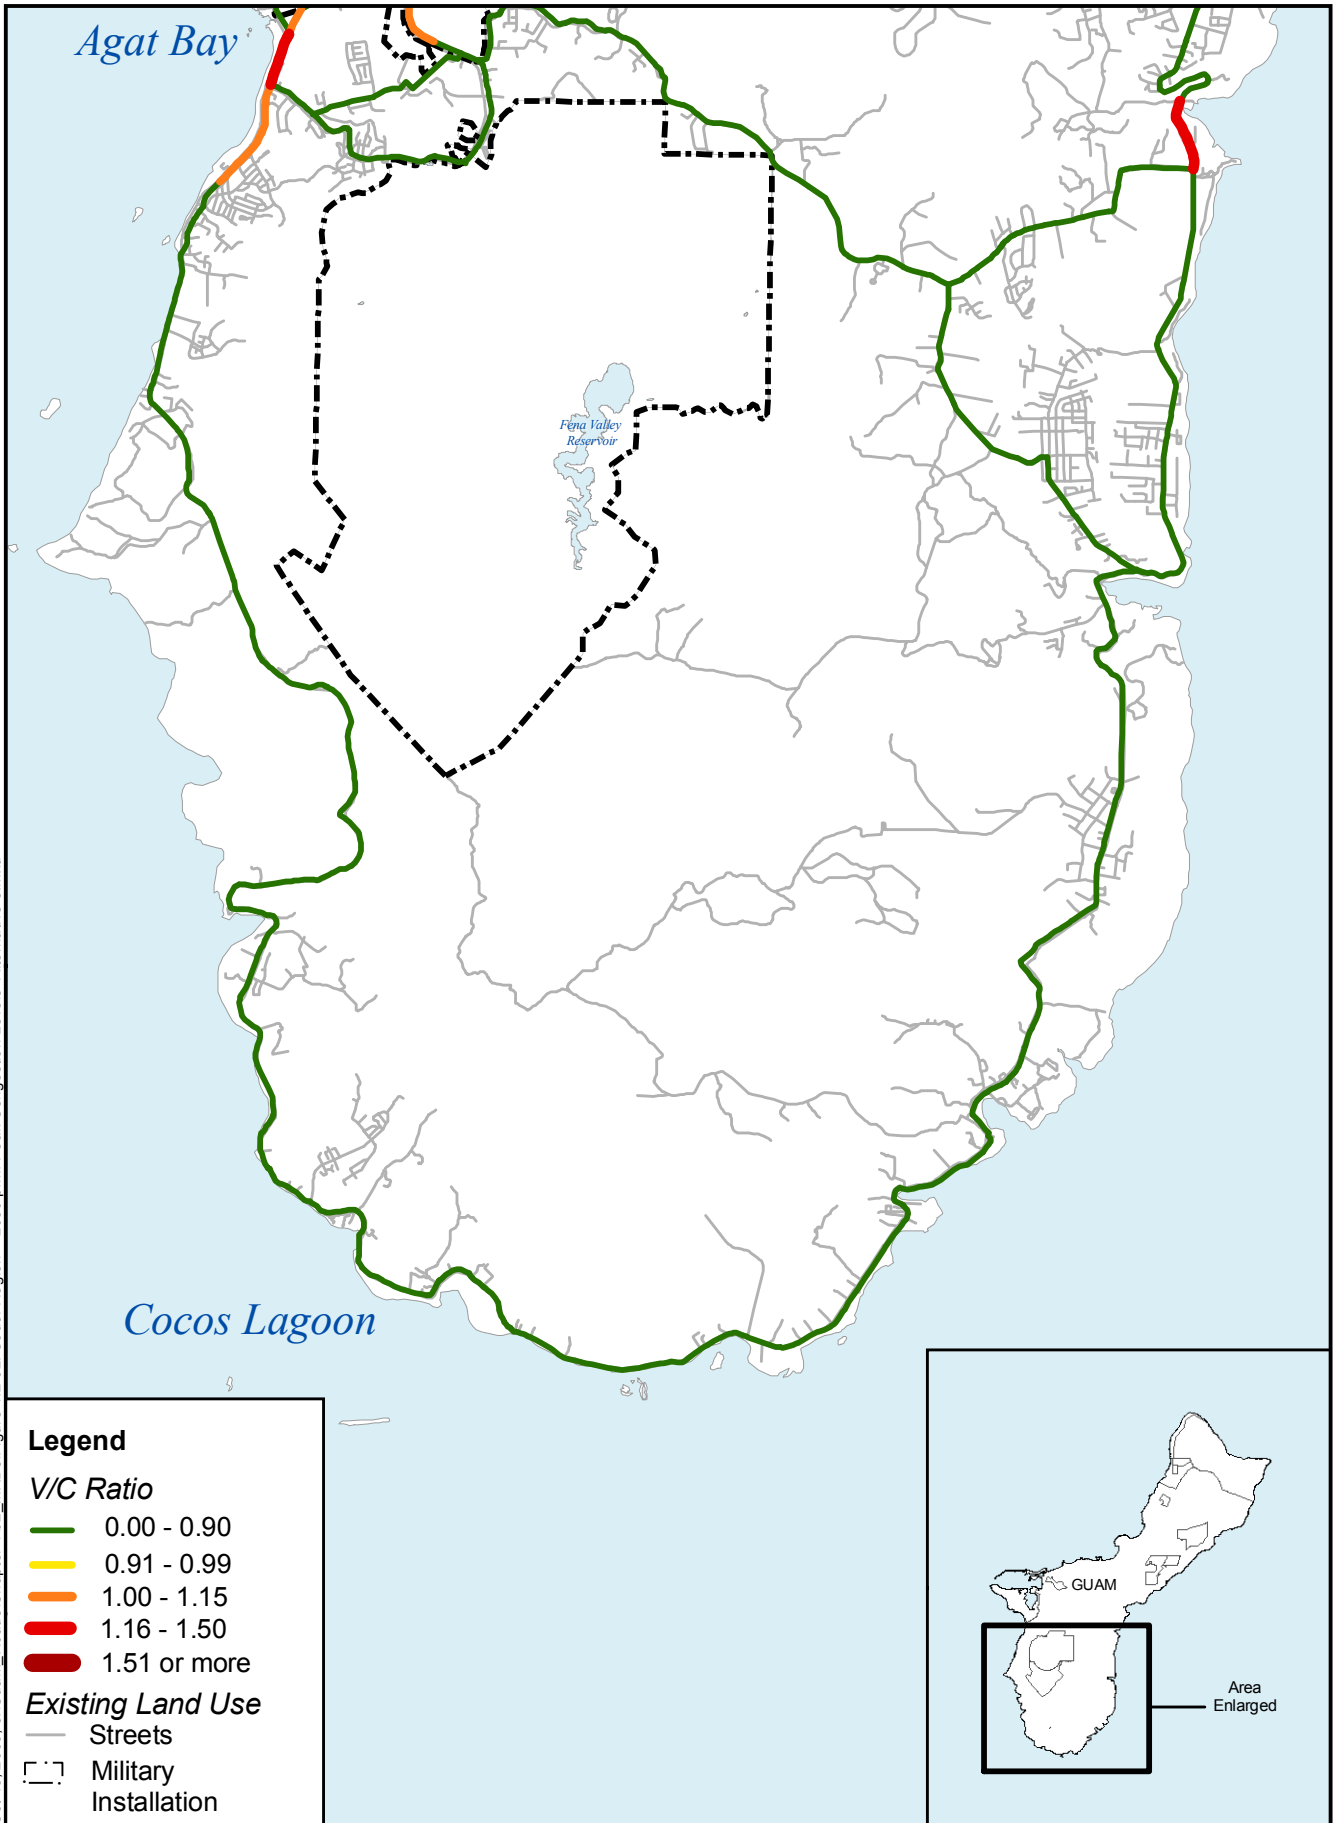 Agat Bay
Fena Valley
Reservoir
Cocos Lagoon
Legend
V/C Ratio
0.00 - 0.90
0.91 - 0.99
1.00 - 1.15
1.16 - 1.50
1.51 or more
Existing Land Use
Streets
Military
Installation
GUAM
Area
Enlarged